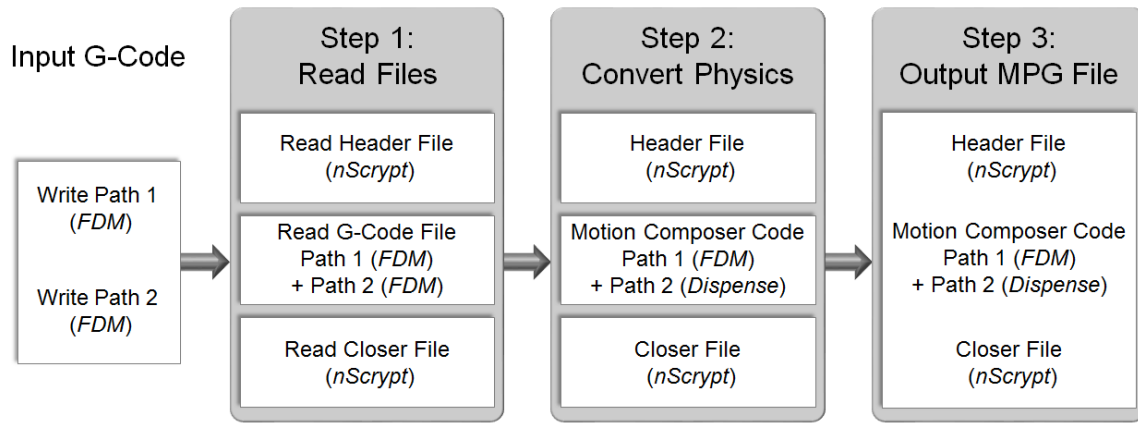 Input G-Code
Write Path 1
(FDM)
Write Path 2
(FDM)
Step 1:
Read Files
Read Header File
(nScrypt)
Read G-Code File
Path 1 (FDM)
+ Path 2 (FDM)
Read Closer File
(nScrypt)
Step 2:
Convert Physics
Header File
(nScrypt)
Motion Composer Code
Path 1 (FDM)
+ Path 2 (Dispense)
Closer File
(nScrypt)
Step 3:
Output MPG File
Header File
(nScrypt)
Motion Composer Code
Path 1 (FDM)
+ Path 2 (Dispense)
Closer File
(nScrypt)